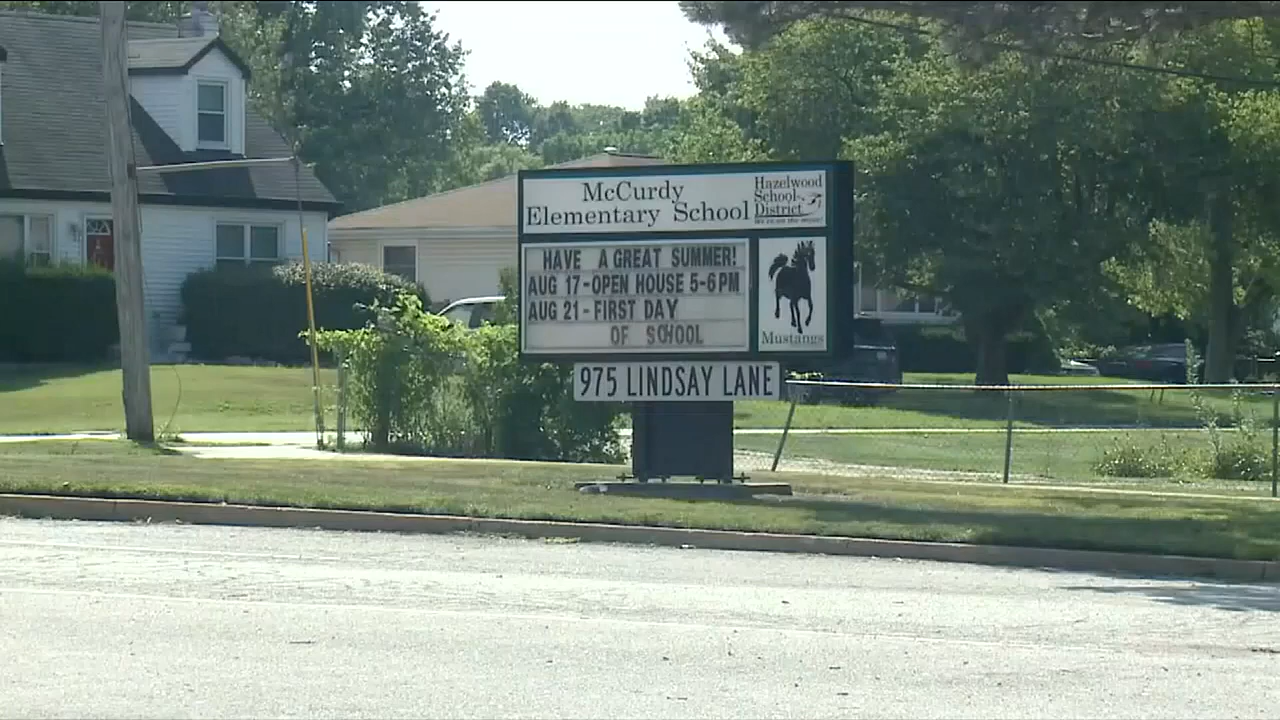 McCurdy
Elementary School
Hazelwood
School
District
HAVE A GREAT SUMMER!
AUG 17-OPEN HOUSE 5-6PM
AUG 21-FIRST DAY
OF SCHOOL
Mustangs
975 LINDSAY LANE